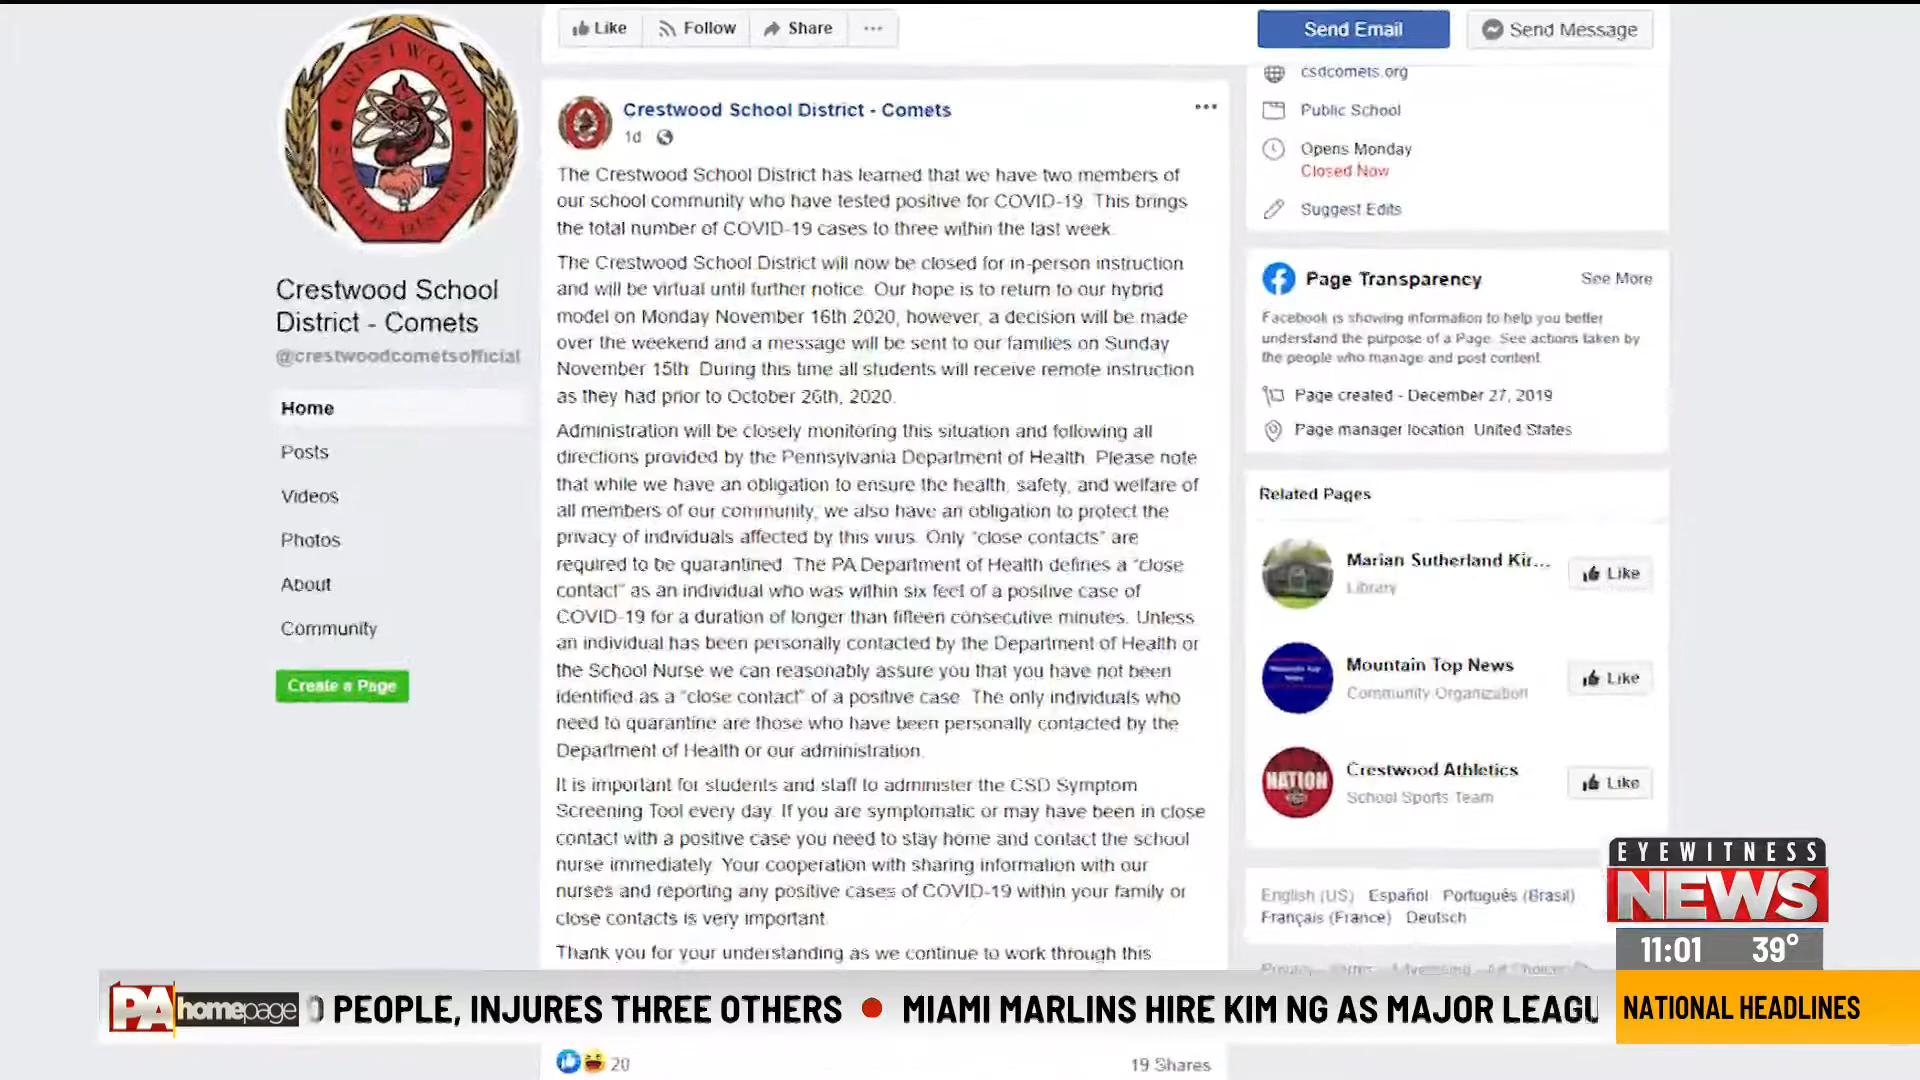 CRESTWOOD
SCHOOL DISTRICT
Crestwood School
District - Comets
@crestwoodcometsofficial
Home
Posts
Videos
Photos
About
Community
Create a Page
Like
Follow
Share
Send Email
Send Message
Crestwood School District - Comets
1d
The Crestwood School District has learned that we have two members of
our school community who have tested positive for COVID-19. This brings
the total number of COVID-19 cases to three within the last week.
The Crestwood School District will now be closed for in-person instruction
and will be virtual until further notice. Our hope is to return to our hybrid
model on Monday November 16th 2020, however, a decision will be made
over the weekend and a message will be sent to our families on Sunday
November 15th. During this time all students will receive remote instruction
as they had prior to October 26th, 2020.
Administration will be closely monitoring this situation and following all
directions provided by the Pennsylvania Department of Health. Please note
that while we have an obligation to ensure the health, safety, and welfare of
all members of our community, we also have an obligation to protect the
privacy of individuals affected by this virus. Only "close contacts" are
required to be quarantined. The PA Department of Health defines a "close
contact" as an individual who was within six feet of a positive case of
COVID-19 for a duration of longer than fifteen consecutive minutes. Unless
an individual has been personally contacted by the Department of Health or
the School Nurse we can reasonably assure you that you have not been
identified as a "close contact" of a positive case. The only individuals who
need to quarantine are those who have been personally contacted by the
Department of Health or our administration.
It is important for students and staff to administer the CSD Symptom
Screening Tool every day. If you are symptomatic or may have been in close
contact with a positive case you need to stay home and contact the school
nurse immediately. Your cooperation with sharing information with our
nurses and reporting any positive cases of COVID-19 within your family or
close contacts is very important.
Thank you for your understanding as we continue to work through this
20
19 Shares
csdcomets.org
Public School
Opens Monday
Closed Now
Suggest Edits
Page Transparency
See More
Facebook is showing information to help you better
understand the purpose of a Page. See actions taken by
the people who manage and post content.
Page created - December 27, 2019
Page manager location: United States
Related Pages
Marian Sutherland Kir...
Library
Like
Mountain Top News
Community Organization
Like
NATION
Crestwood Athletics
School Sports Team
Like
English (US) Español Português (Brasil)
Français (France) Deutsch
EYEWITNESS
NEWS
11:01 39°
PA homepage
PEOPLE, INJURES THREE OTHERS • MIAMI MARLINS HIRE KIM NG AS MAJOR LEAGU
NATIONAL HEADLINES